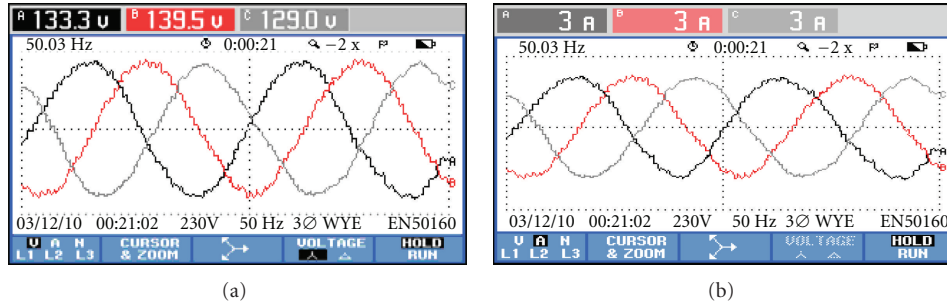 A 133.3 V B 139.5 V C 129.0 V
50.03 Hz 0:00:21 −2 x
C
A
B
03/12/10 00:21:02 230V 50 Hz 3∅ WYE EN50160
V A N
L1 L2 L3
CURSOR
& ZOOM
VOLTAGE
HOLD
RUN
(a)
A 3 A B 3 A C 3 A
50.03 Hz 0:00:21 −2 x
C
A
B
03/12/10 00:21:02 230V 50 Hz 3∅ WYE EN50160
V A N
L1 L2 L3
CURSOR
& ZOOM
VOLTAGE
HOLD
RUN
(b)